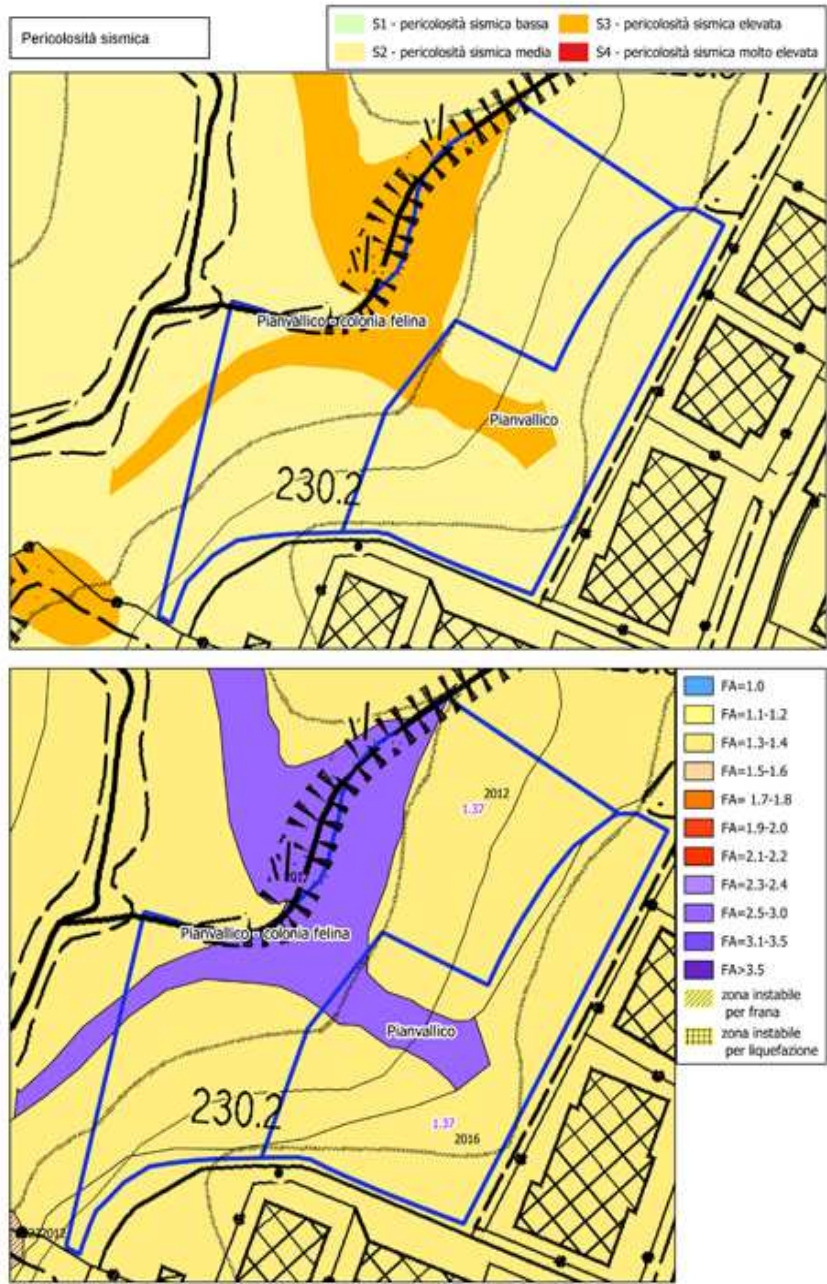 Pericolosità sismica
S1 - pericolosità sismica bassa
S3 - pericolosità sismica elevata
S2 - pericolosità sismica media
S4 - pericolosità sismica molto elevata
Pianvallico - colonia felina
Pianvallico
230.2
FA=1.0
FA=1.1-1.2
FA=1.3-1.4
FA=1.5-1.6
FA= 1.7-1.8
FA=1.9-2.0
FA=2.1-2.2
FA=2.3-2.4
FA=2.5-3.0
FA=3.1-3.5
FA>3.5
zona instabile
per frana
zona instabile
per liquefazione
2012
1.37
Pianvallico - colonia felina
Pianvallico
230.2
1.37
2016